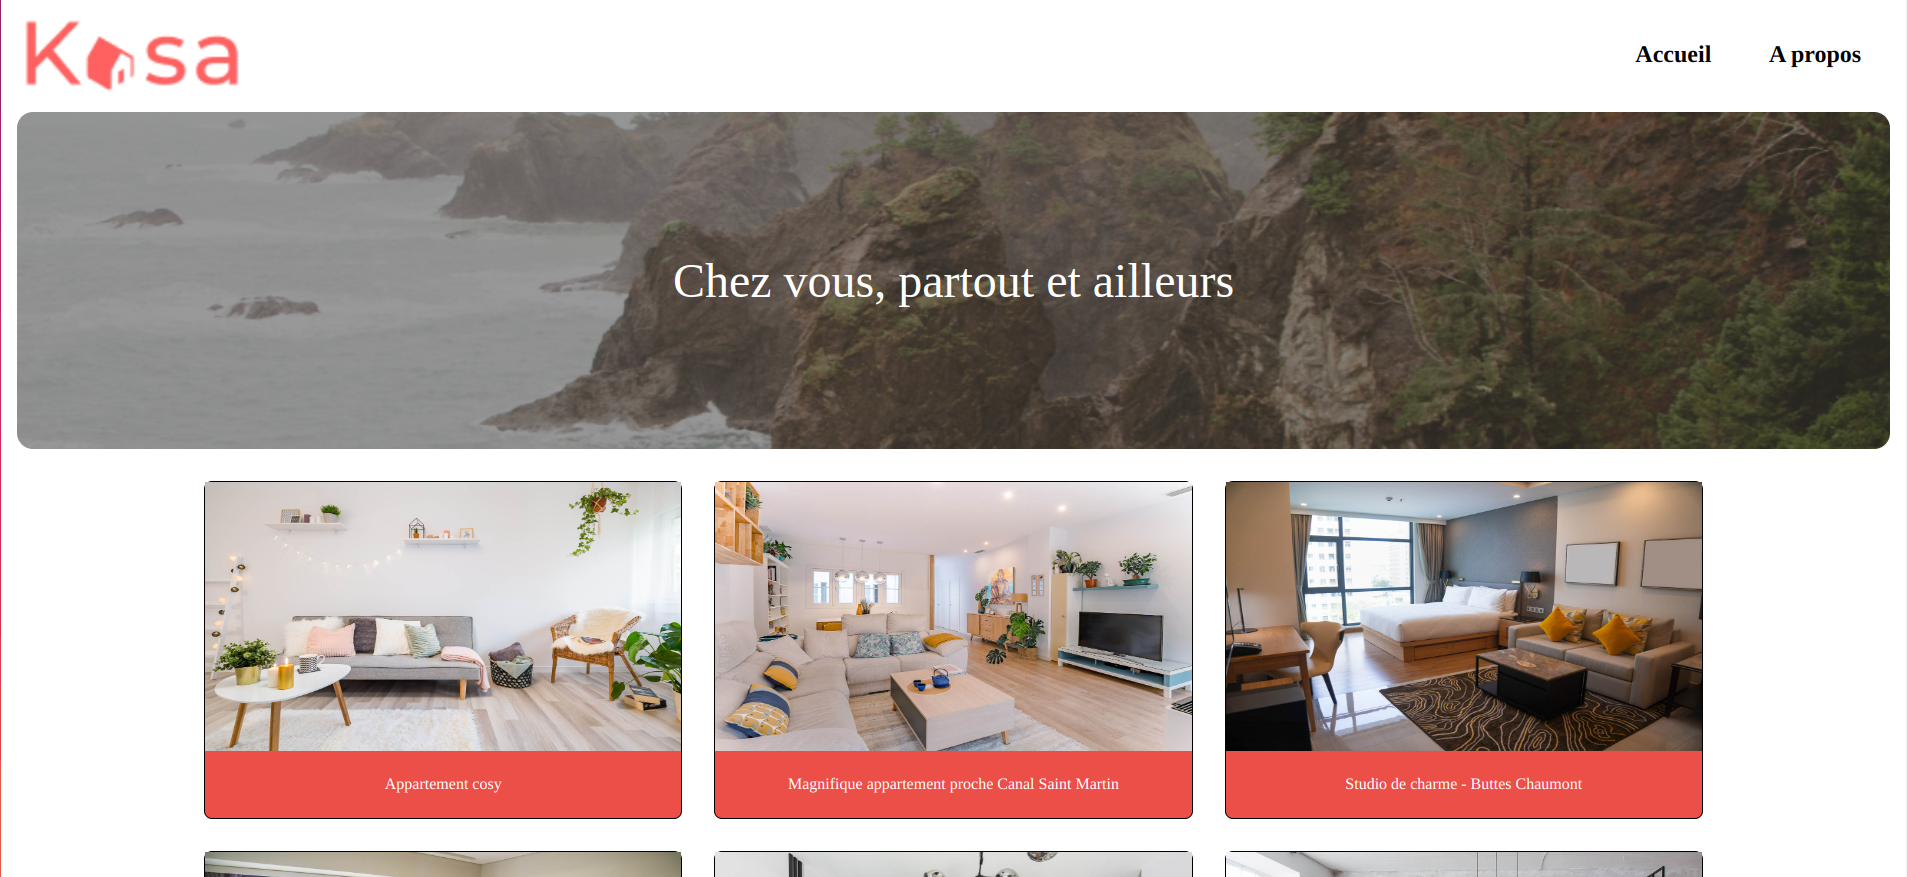 Kasa
Accueil
A propos
Chez vous, partout et ailleurs
Appartement cosy
Magnifique appartement proche Canal Saint Martin
Studio de charme - Buttes Chaumont